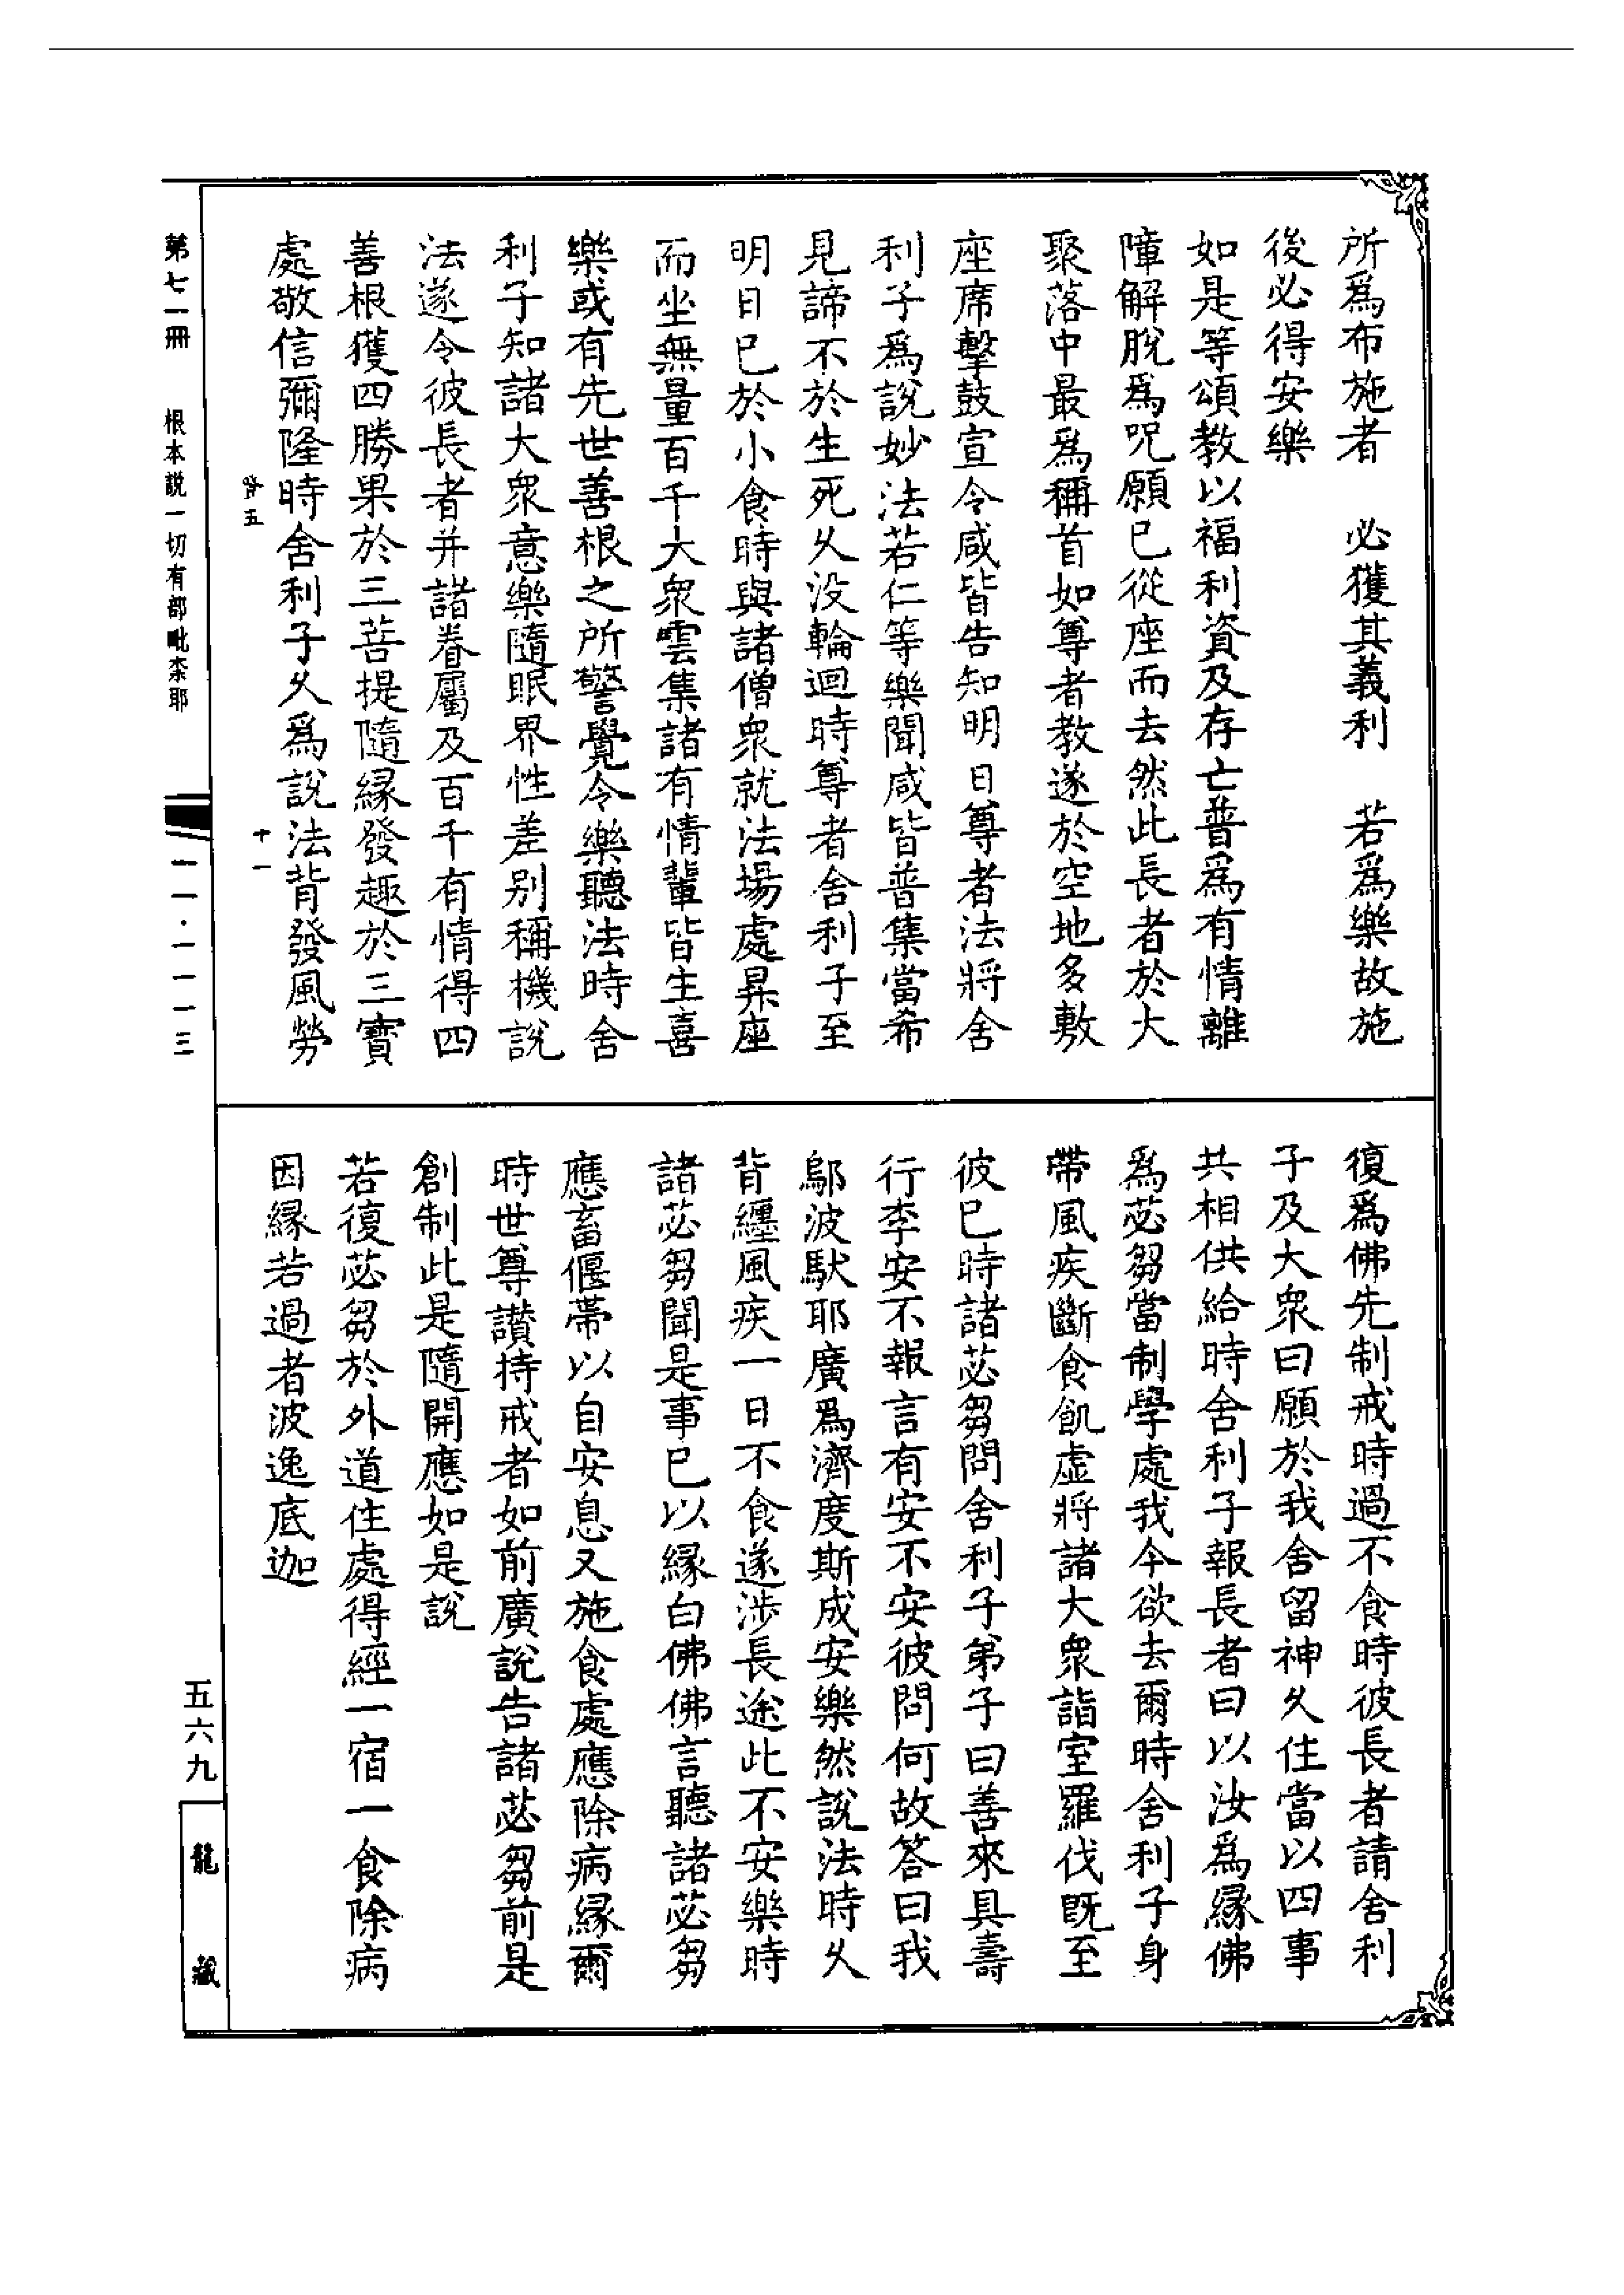 所爲布施者　必獲其義利　若爲樂故施
後必得安樂
如是等頌教以福利資及存亡普爲有情離
障解脫爲呪願已從座而去然此長者於大
聚落中最爲稱首如尊者教遂於空地多敷
座席擊鼓宣令咸皆告知明日尊者法將舍
利子爲說妙法若仁等樂聞咸皆普集當希
見諦不於生死久没輪迴時尊者舍利子至
明日已於小食時與諸僧衆就法場處昇座
而坐無量百千大衆雲集諸有情輩皆生喜
樂或有先世善根之所警覺令樂聽法時舍
利子知諸大衆意樂隨眠界性差別稱機說
法遂令彼長者并諸眷屬及百千有情得四
善根獲四勝果於三菩提隨緣發趣於三寶
處敬信彌隆時舍利子久爲說法背發風勞
復爲佛先制戒時過不食時彼長者請舍利
子及大衆曰願於我舍留神久住當以四事
共相供給時舍利子報長者曰以汝爲緣佛
爲苾芻當制學處我今欲去爾時舍利子身
帶風疾斷食飢虛將諸大衆詣室羅伐既至
彼已時諸苾芻問舍利子弟子曰善來具壽
行李安不報言有安不安彼問何故答曰我
鄔波馱耶廣爲濟度斯成安樂然說法時久
背纏風疾一日不食遂涉長途此不安樂時
諸苾芻聞是事已以緣白佛佛言聽諸苾芻
應畜偃帶以自安息又施食處應除病緣爾
時世尊讚持戒者如前廣說告諸苾芻前是
創制此是隨開應如是說
若復苾芻於外道住處得經一宿一食除病
因緣若過者波逸底迦
第七一冊　根本說一切有部毗柰耶
一一·一一一三
五
十一
五六九
龍藏